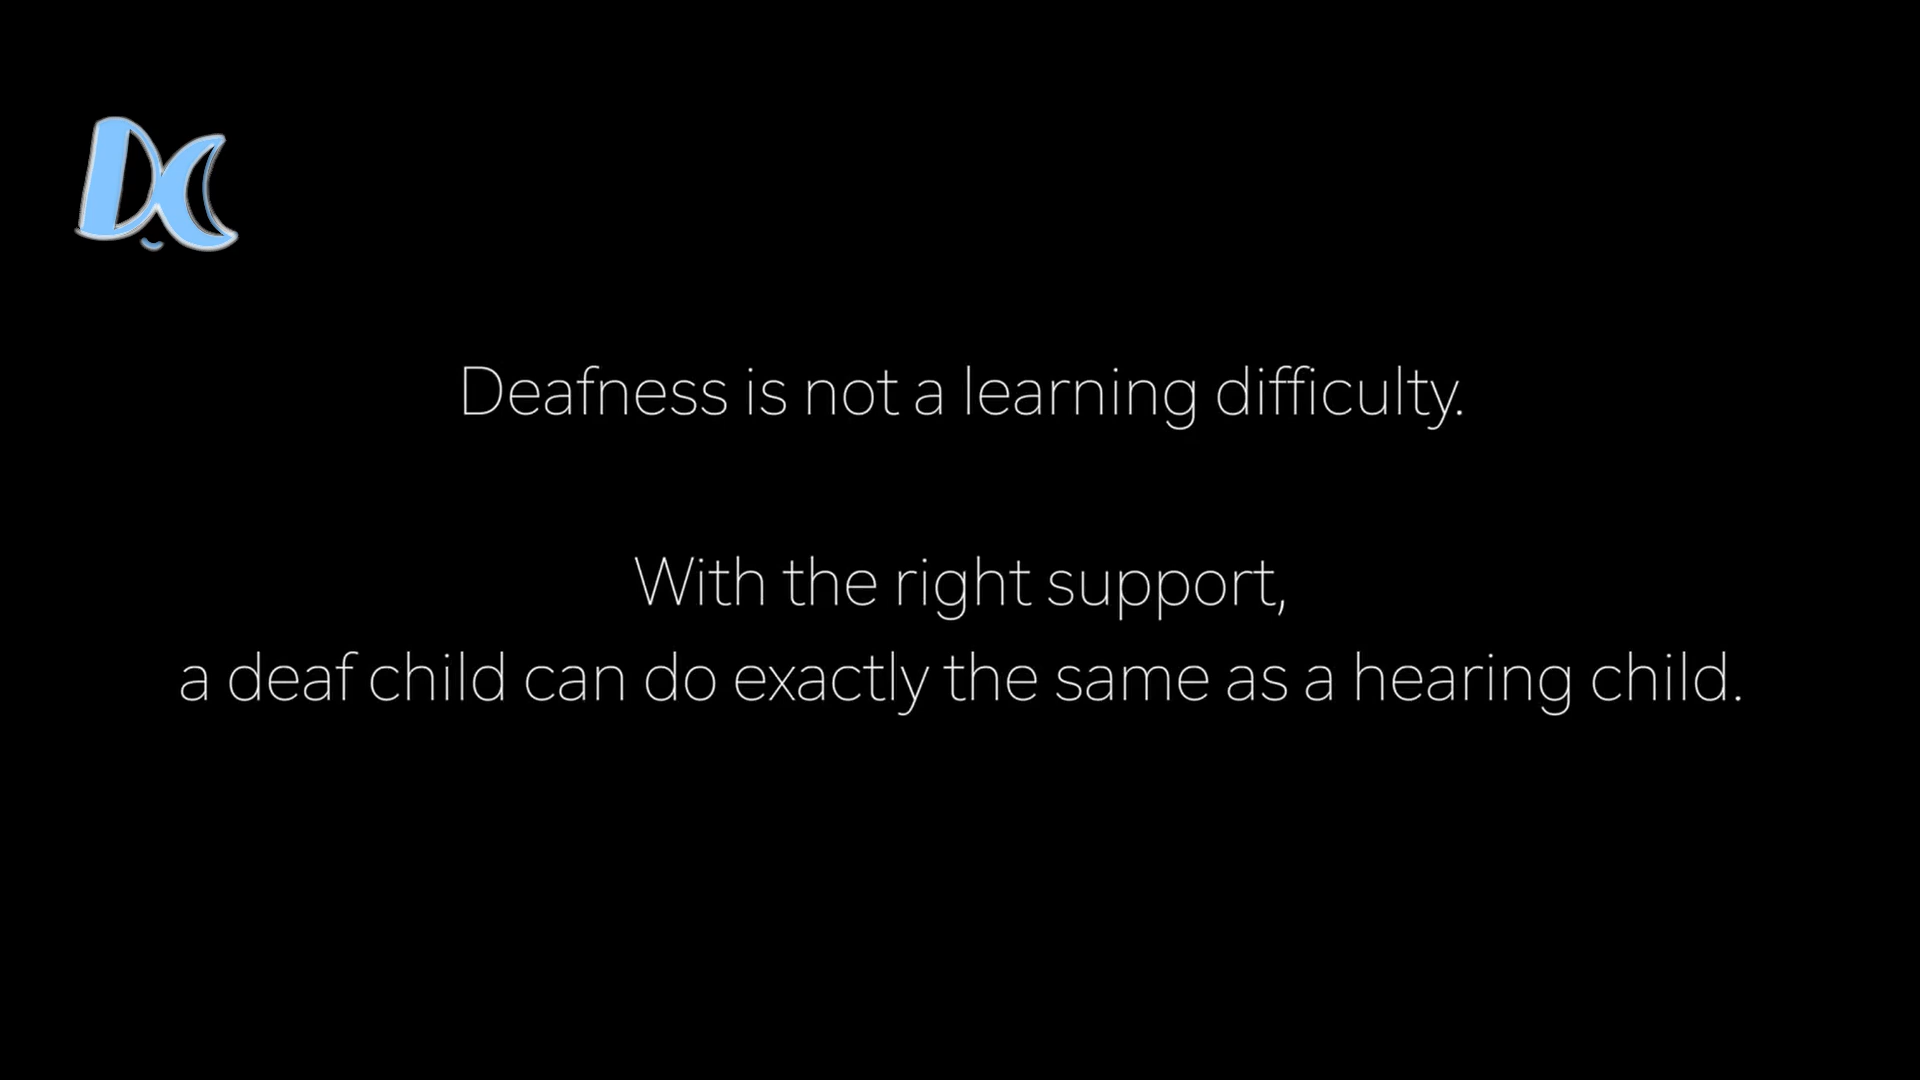 DC
Deafness is not a learning difficulty.
With the right support,
a deaf child can do exactly the same as a hearing child.